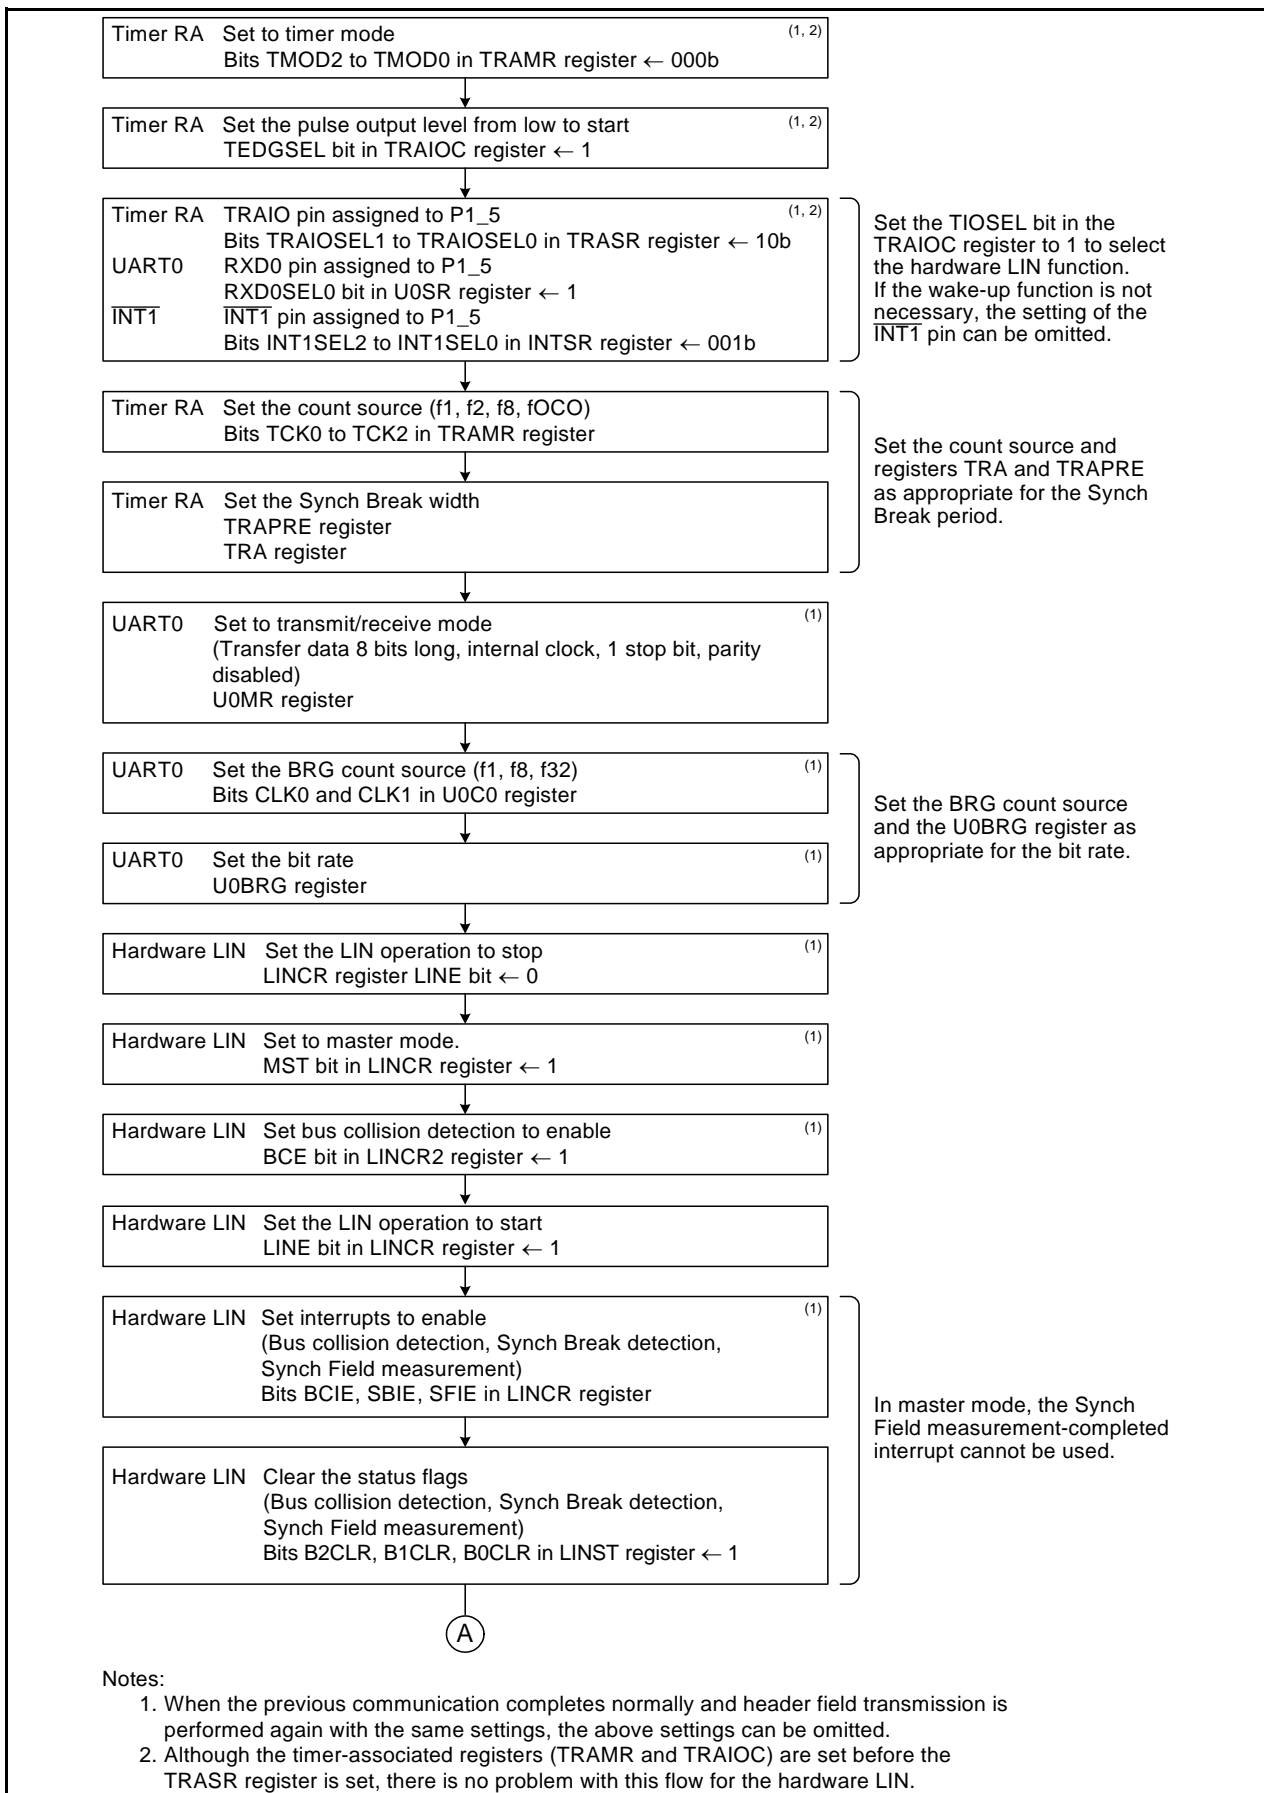 Timer RA Set to timer mode (1, 2)
Bits TMOD2 to TMOD0 in TRAMR register ← 000b
Timer RA Set the pulse output level from low to start (1, 2)
TEDGSEL bit in TRAIOC register ← 1
Timer RA TRAIO pin assigned to P1_5 (1, 2)
Bits TRAIOSEL1 to TRAIOSEL0 in TRASR register ← 10b
UART0 RXD0 pin assigned to P1_5
RXD0SEL0 bit in U0SR register ← 1
INT1 INT1 pin assigned to P1_5
Bits INT1SEL2 to INT1SEL0 in INTSR register ← 001b
Set the TIOSEL bit in the
TRAIOC register to 1 to select
the hardware LIN function.
If the wake-up function is not
necessary, the setting of the
INT1 pin can be omitted.
Timer RA Set the count source (f1, f2, f8, fOCO)
Bits TCK0 to TCK2 in TRAMR register
Timer RA Set the Synch Break width
TRAPRE register
TRA register
Set the count source and
registers TRA and TRAPRE
as appropriate for the Synch
Break period.
UART0 Set to transmit/receive mode (1)
(Transfer data 8 bits long, internal clock, 1 stop bit, parity
disabled)
U0MR register
UART0 Set the BRG count source (f1, f8, f32) (1)
Bits CLK0 and CLK1 in U0C0 register
UART0 Set the bit rate (1)
U0BRG register
Set the BRG count source
and the U0BRG register as
appropriate for the bit rate.
Hardware LIN Set the LIN operation to stop (1)
LINCR register LINE bit ← 0
Hardware LIN Set to master mode. (1)
MST bit in LINCR register ← 1
Hardware LIN Set bus collision detection to enable (1)
BCE bit in LINCR2 register ← 1
Hardware LIN Set the LIN operation to start
LINE bit in LINCR register ← 1
Hardware LIN Set interrupts to enable (1)
(Bus collision detection, Synch Break detection,
Synch Field measurement)
Bits BCIE, SBIE, SFIE in LINCR register
Hardware LIN Clear the status flags
(Bus collision detection, Synch Break detection,
Synch Field measurement)
Bits B2CLR, B1CLR, B0CLR in LINST register ← 1
In master mode, the Synch
Field measurement-completed
interrupt cannot be used.
A
Notes:
1. When the previous communication completes normally and header field transmission is
performed again with the same settings, the above settings can be omitted.
2. Although the timer-associated registers (TRAMR and TRAIOC) are set before the
TRASR register is set, there is no problem with this flow for the hardware LIN.